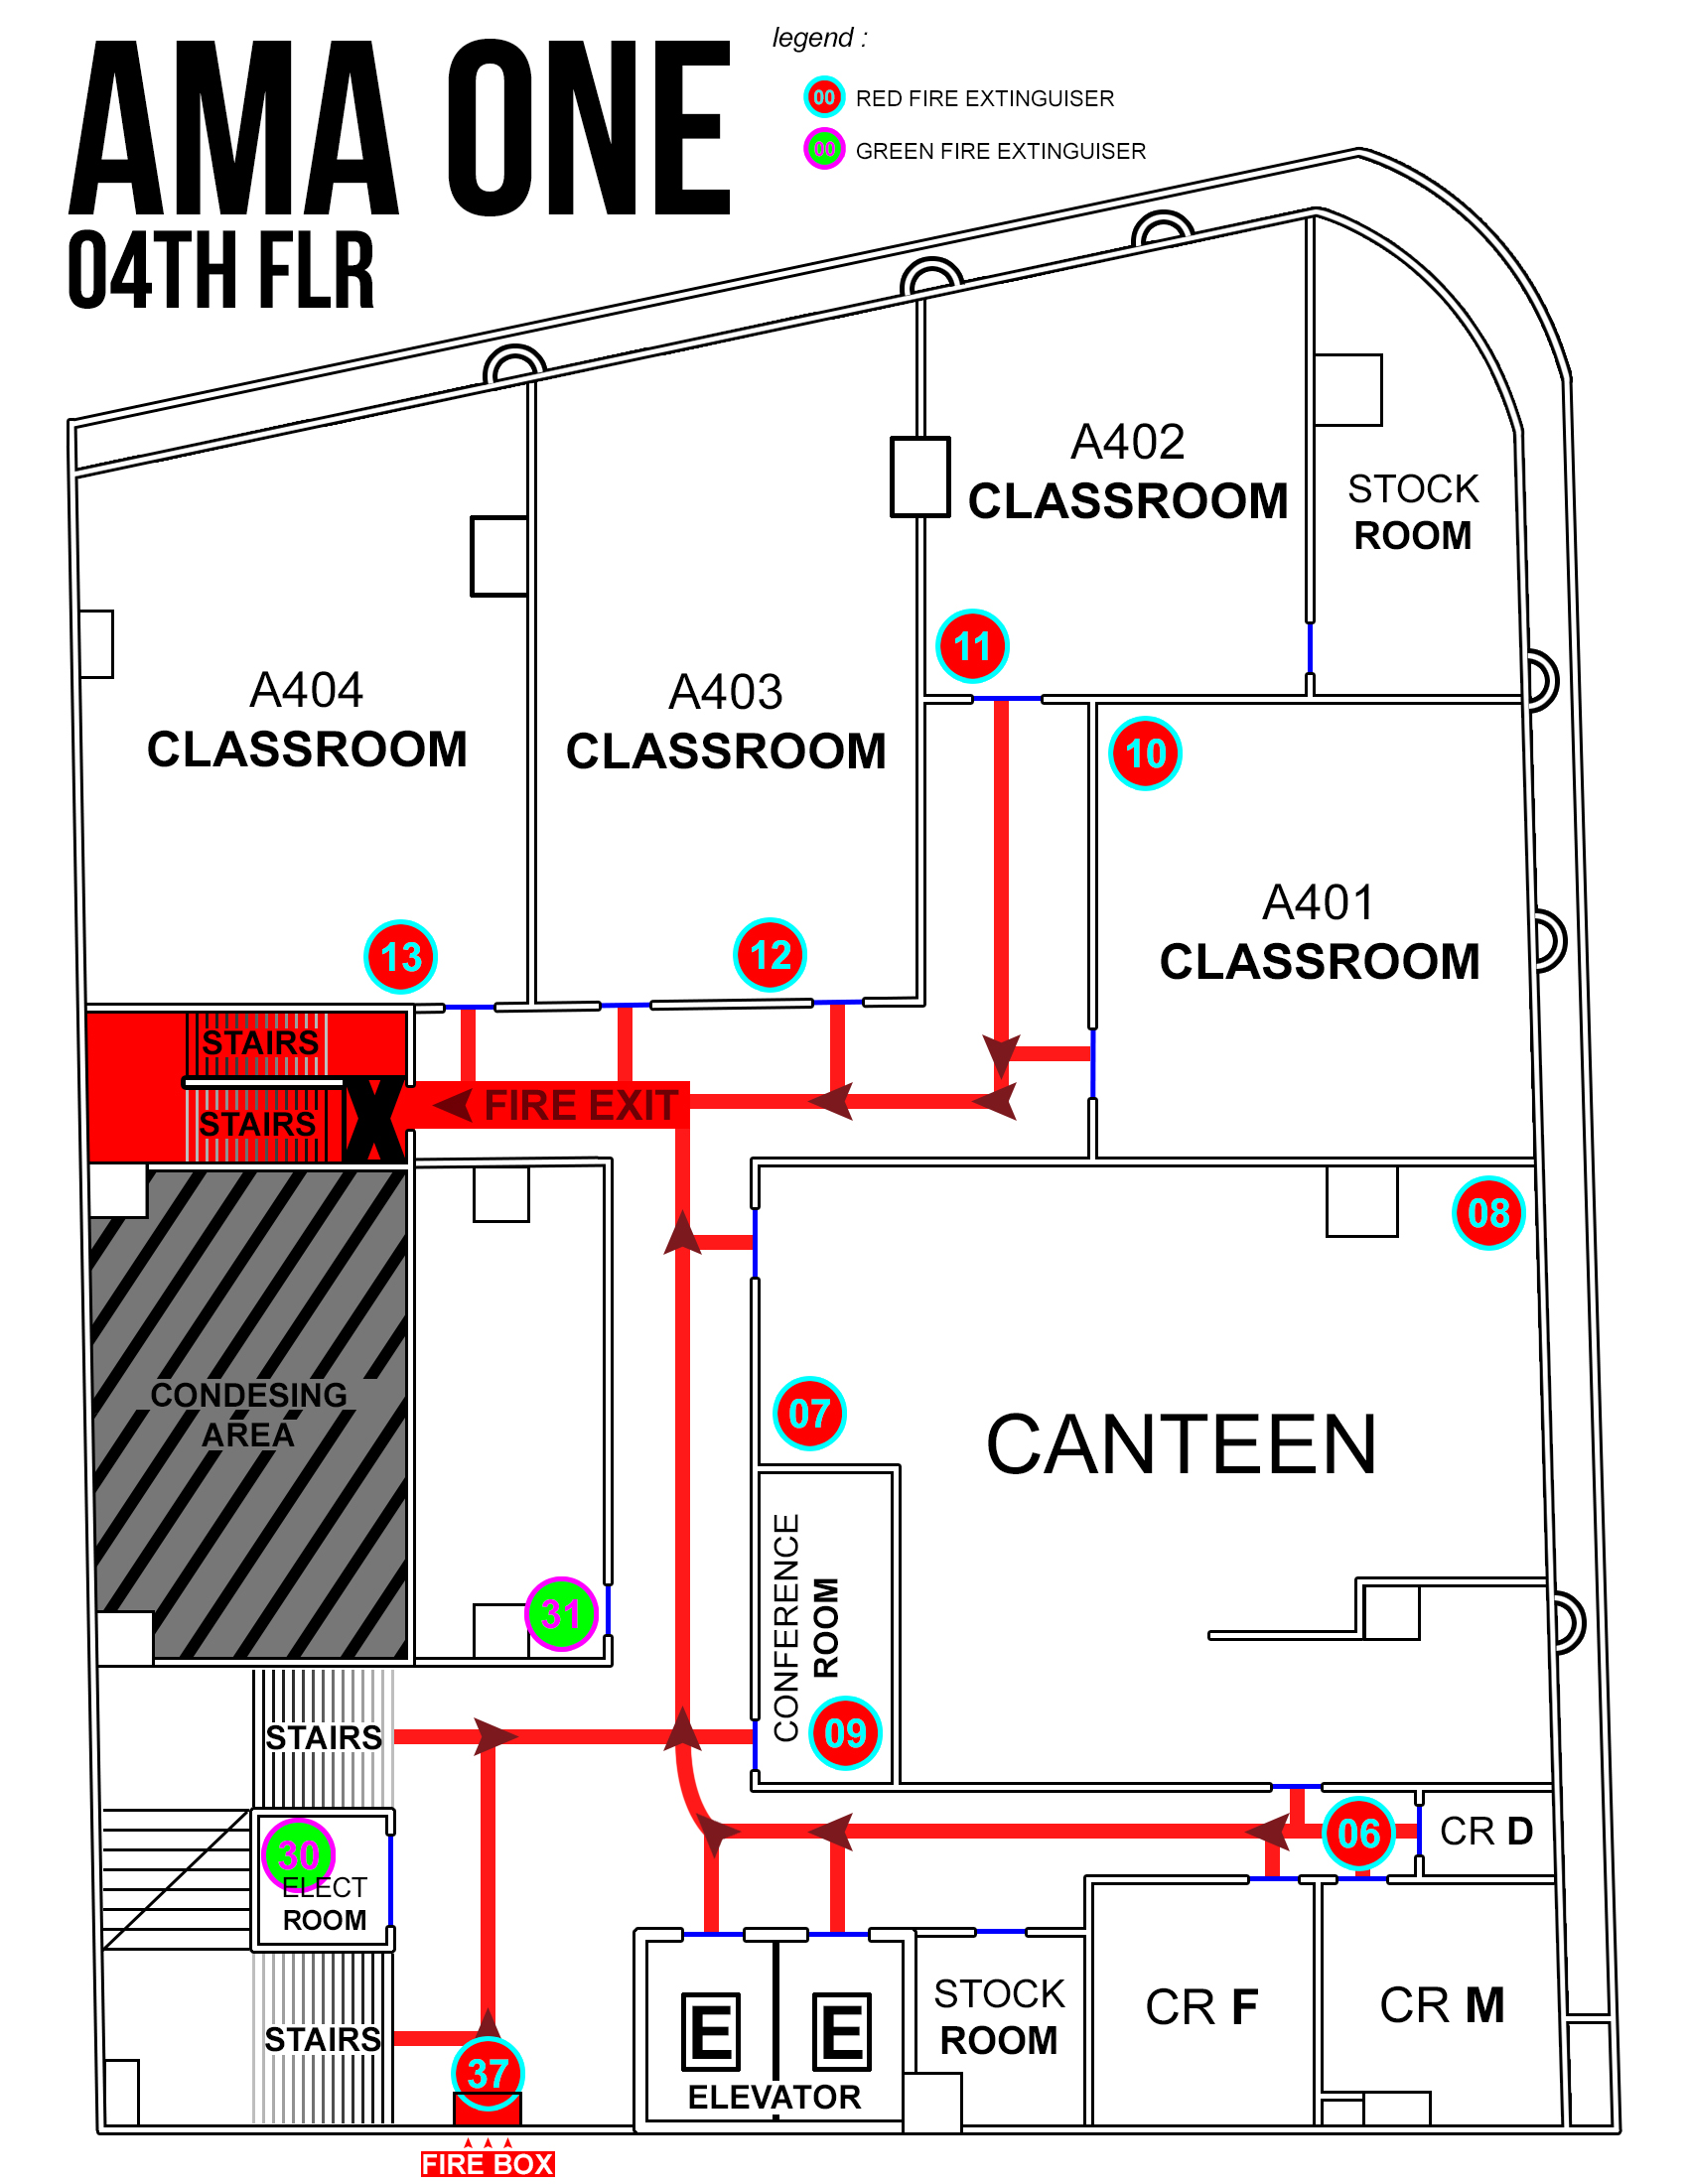 AMA ONE
04TH FLR
legend :
00 RED FIRE EXTINGUISER
00 GREEN FIRE EXTINGUISER
A402
CLASSROOM
STOCK
ROOM
11
A404
CLASSROOM
A403
CLASSROOM
10
A401
CLASSROOM
13
12
STAIRS
X
FIRE EXIT
STAIRS
08
CONDESING
AREA
07
CANTEEN
31
CONFERENCE
ROOM
09
STAIRS
30
ELECT
ROOM
06
CR D
STOCK
ROOM
CR F
CR M
E
E
ELEVATOR
STAIRS
37
FIRE BOX